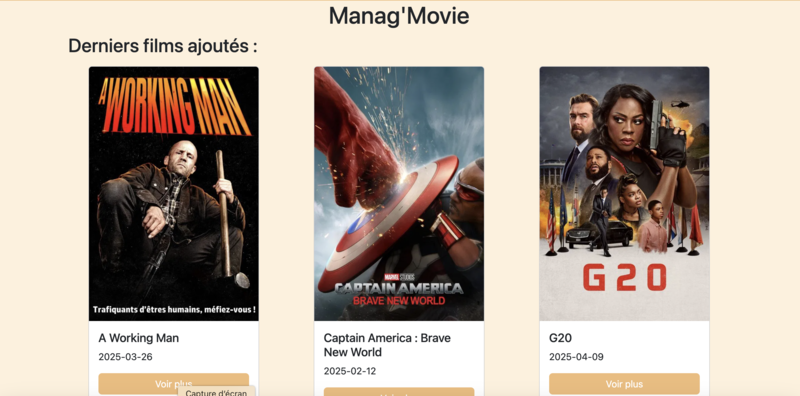 Manag'Movie
Derniers films ajoutés :
A WORKING MAN
Trafiquants d'êtres humains, méfiez-vous !
MARVEL STUDIOS
CAPTAIN AMERICA
BRAVE NEW WORLD
G20
A Working Man
2025-03-26
Voir plus
Captain America : Brave
New World
2025-02-12
G20
2025-04-09
Voir plus
Capture d'écran